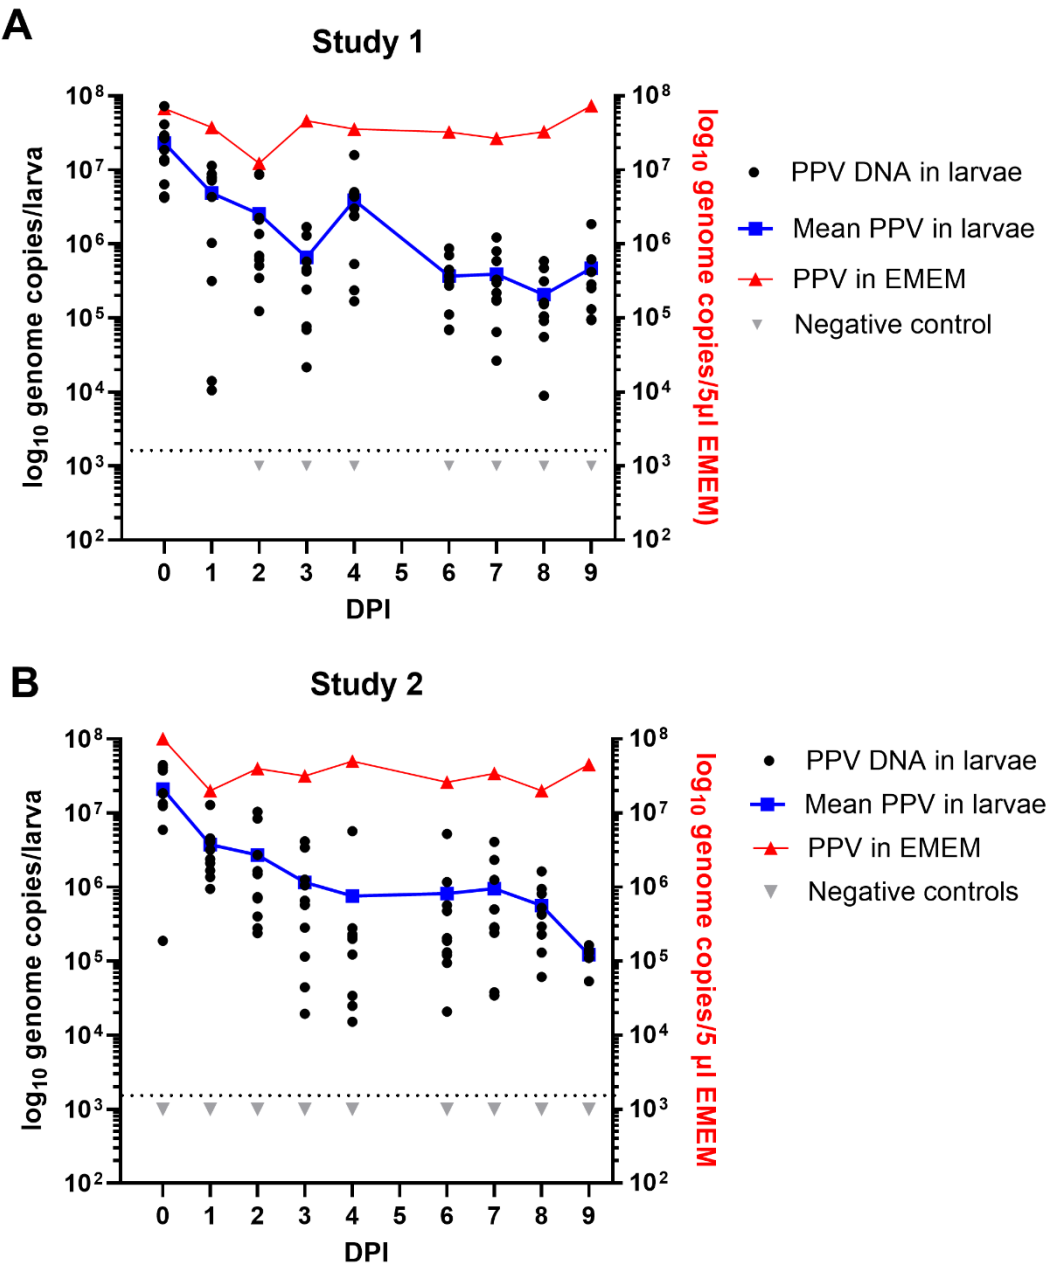 A
Study 1
log₁₀ genome copies/larva
10⁸
10⁷
10⁶
10⁵
10⁴
10³
10²
10⁸
10⁷
10⁶
10⁵
10⁴
10³
10²
log₁₀ genome copies/5µl EMEM)
0 1 2 3 4 5 6 7 8 9
DPI
PPV DNA in larvae
Mean PPV in larvae
PPV in EMEM
Negative control
B
Study 2
log₁₀ genome copies/larva
10⁸
10⁷
10⁶
10⁵
10⁴
10³
10²
10⁸
10⁷
10⁶
10⁵
10⁴
10³
10²
log₁₀ genome copies/5 µl EMEM
0 1 2 3 4 5 6 7 8 9
DPI
PPV DNA in larvae
Mean PPV in larvae
PPV in EMEM
Negative controls